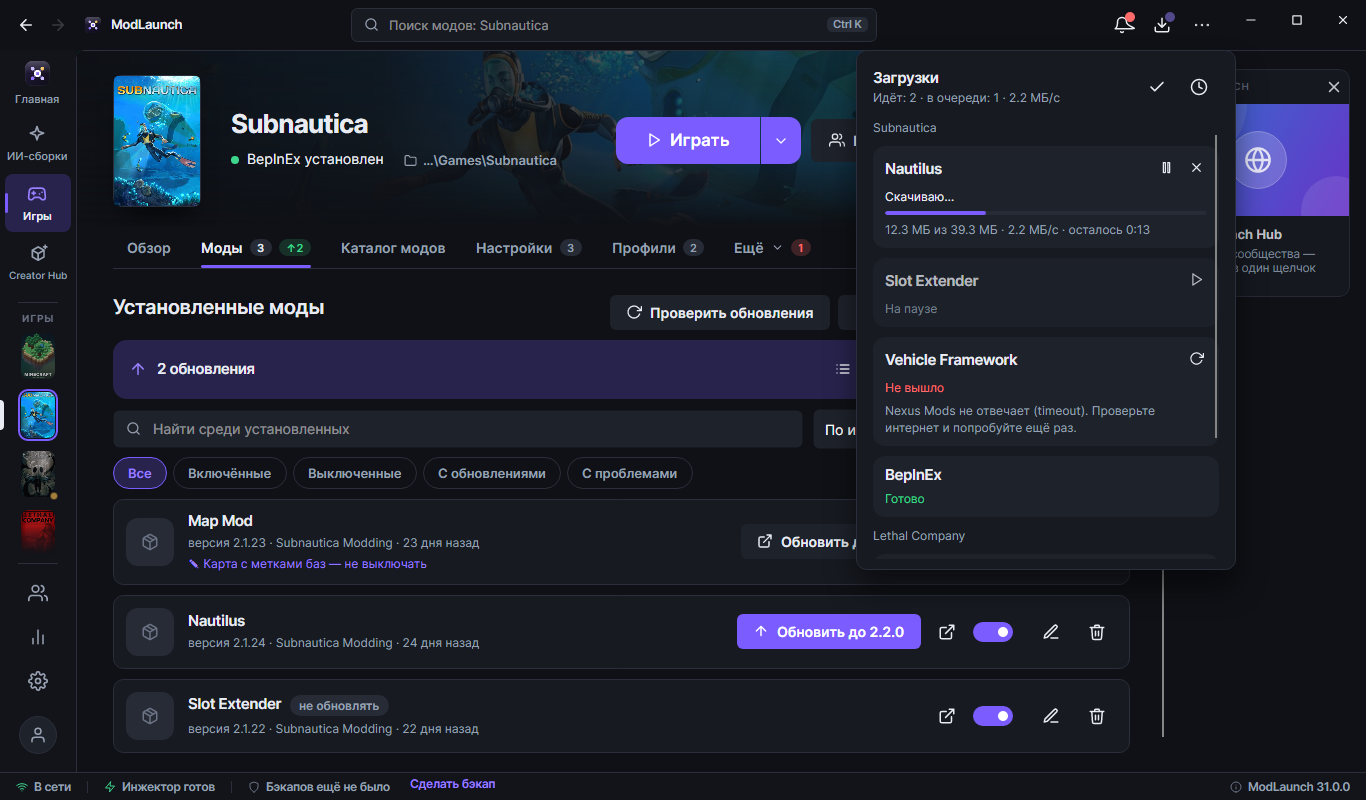 ModLaunch
Поиск модов: Subnautica
Ctrl K
Главная
ИИ-сборки
Игры
Creator Hub
ИГРЫ
MINECRAFT
LETHAL
COMPANY
SUBNAUTICA
Subnautica
BepInEx установлен
...\Games\Subnautica
Играть
Обзор
Моды 3 ↑2
Каталог модов
Настройки 3
Профили 2
Ещё 1
Установленные моды
Проверить обновления
2 обновления
Найти среди установленных
По и
Все
Включённые
Выключенные
С обновлениями
С проблемами
Map Mod
версия 2.1.23 · Subnautica Modding · 23 дня назад
Карта с метками баз — не выключать
Обновить д
Nautilus
версия 2.1.24 · Subnautica Modding · 24 дня назад
Обновить до 2.2.0
Slot Extender
не обновлять
версия 2.1.22 · Subnautica Modding · 22 дня назад
Загрузки
Идёт: 2 · в очереди: 1 · 2.2 МБ/с
Subnautica
Nautilus
Скачиваю...
12.3 МБ из 39.3 МБ · 2.2 МБ/с · осталось 0:13
Slot Extender
На паузе
Vehicle Framework
Не вышло
Nexus Mods не отвечает (timeout). Проверьте
интернет и попробуйте ещё раз.
BepInEx
Готово
Lethal Company
CH
ch Hub
сообщества —
в один щелчок
В сети
Инжектор готов
Бэкапов ещё не было
Сделать бэкап
ModLaunch 31.0.0